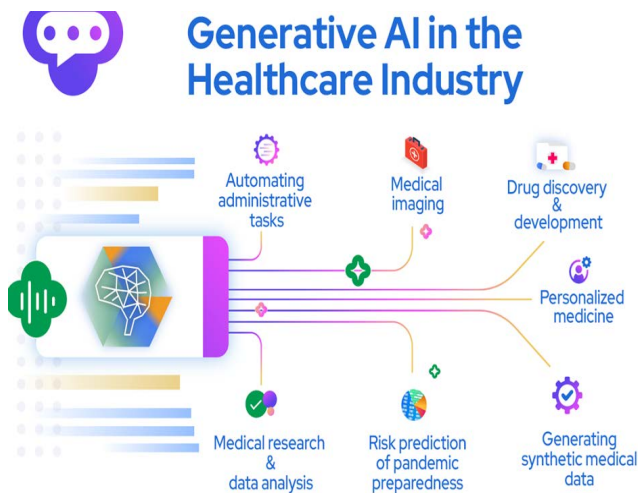 Generative AI in the
Healthcare Industry
Automating
administrative
tasks
Medical
imaging
Drug discovery
&
development
Personalized
medicine
Medical research
&
data analysis
Risk prediction
of pandemic
preparedness
Generating
synthetic medical
data